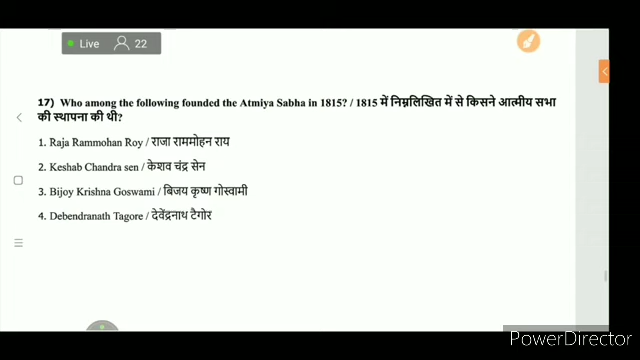 Live 22
17) Who among the following founded the Atmiya Sabha in 1815? / 1815 में निम्नलिखित में से किसने आत्मीय सभा
की स्थापना की थी?
1. Raja Rammohan Roy / राजा राममोहन राय
2. Keshab Chandra sen / केशव चंद्र सेन
3. Bijoy Krishna Goswami / बिजय कृष्ण गोस्वामी
4. Debendranath Tagore / देवेंद्रनाथ टैगोर
PowerDirector